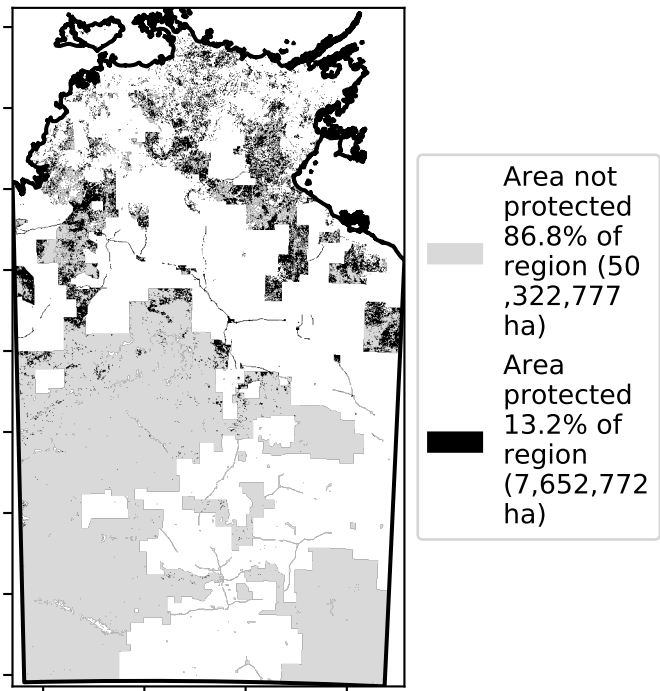 Area not
protected
86.8% of
region (50
,322,777
ha)
Area
protected
13.2% of
region
(7,652,772
ha)